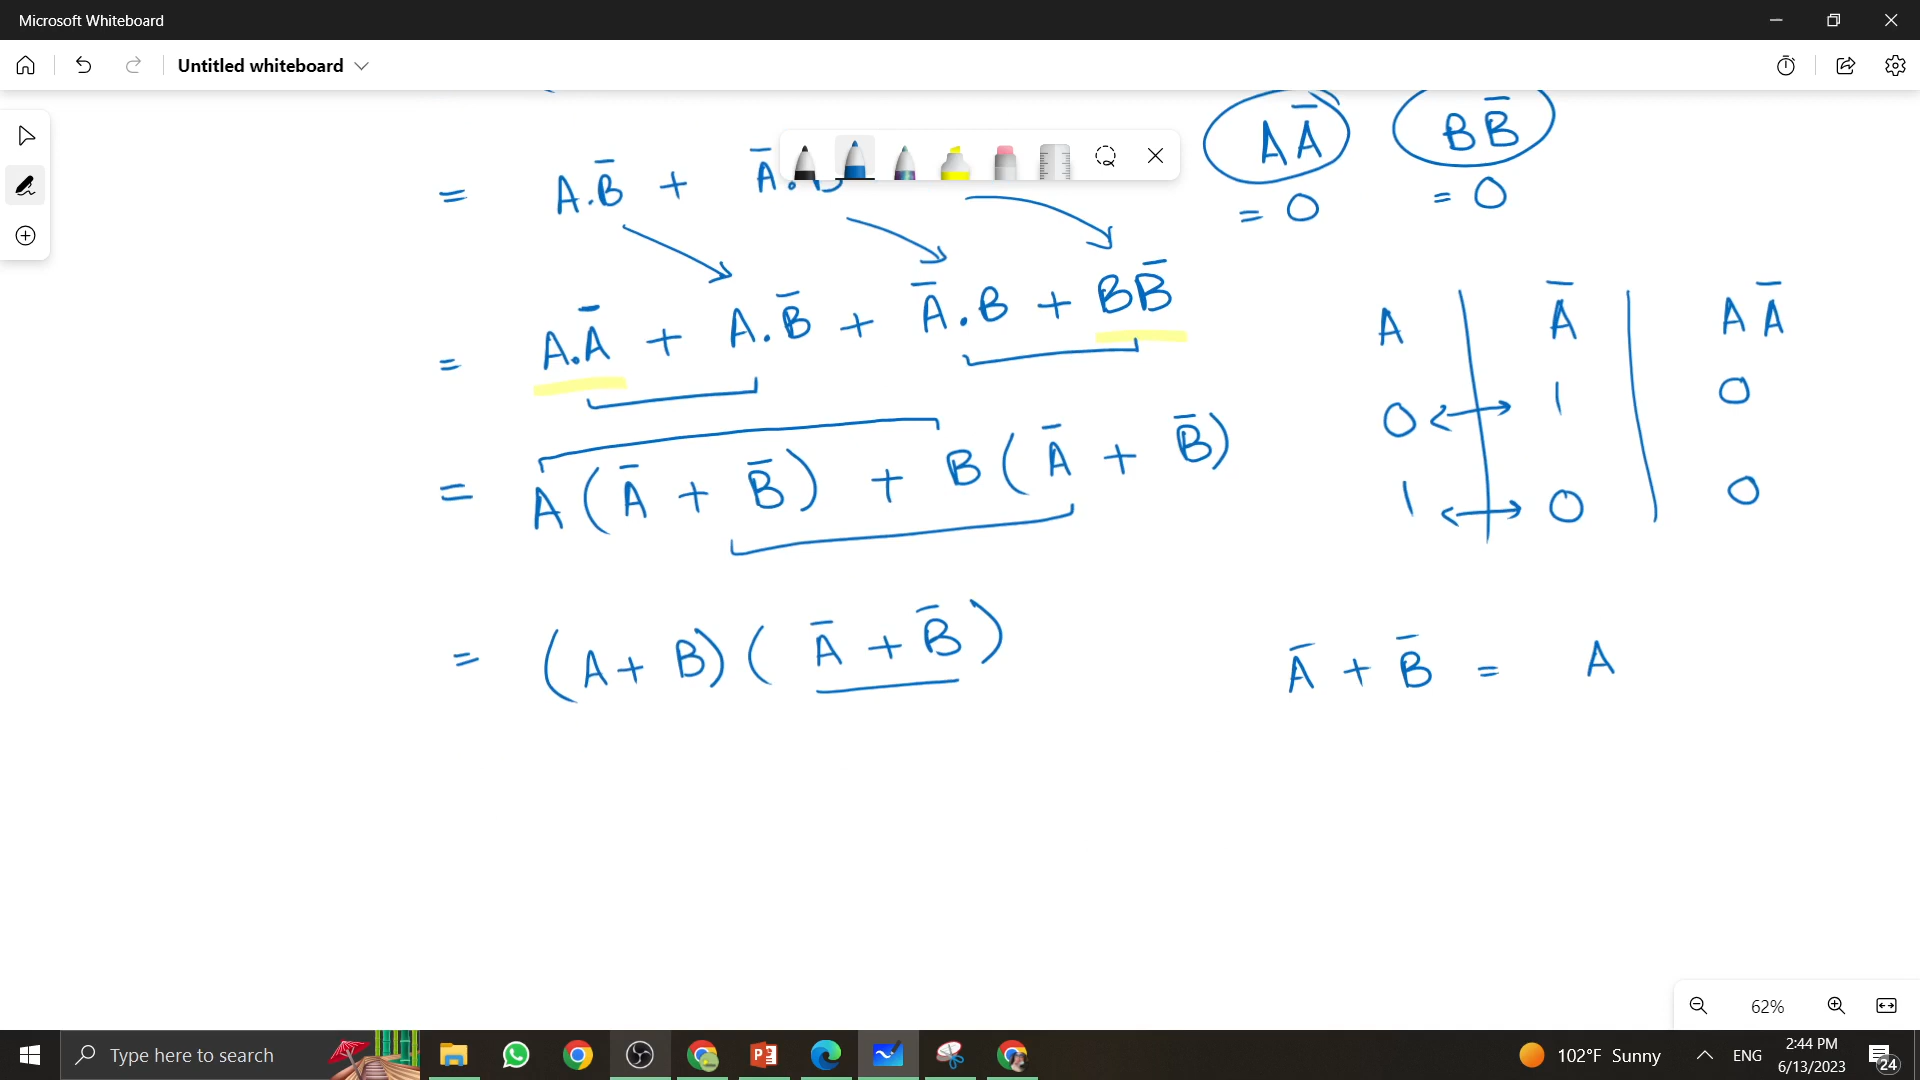 Microsoft Whiteboard
Untitled whiteboard
AĀ BB̄
= 0 = 0
= A.B̄ + Ā.B
= A.Ā + A.B̄ + Ā.B + BB̄
= A(Ā + B̄) + B(Ā + B̄)
= (A+B)(Ā + B̄)
A Ā AĀ
0 1 0
1 0 0
Ā + B̄ = A
62%
Type here to search
102°F Sunny
ENG
2:44 PM
6/13/2023
24